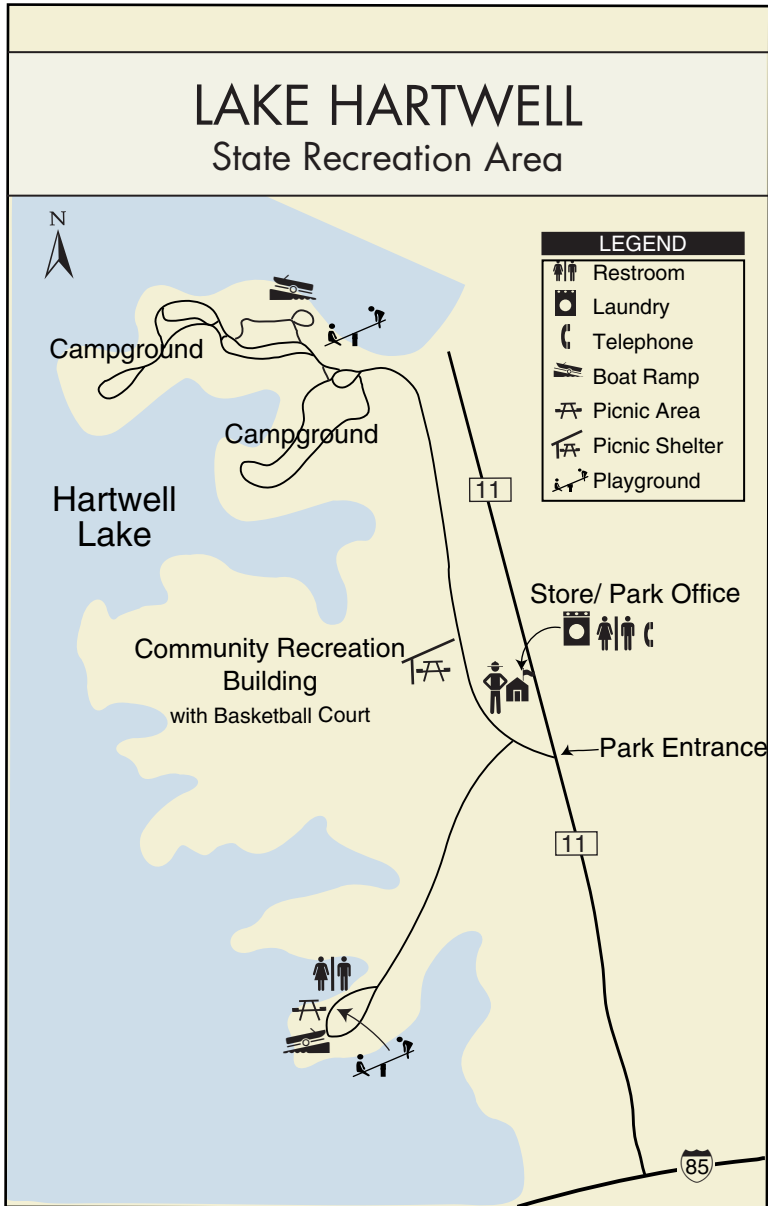 LAKE HARTWELL
State Recreation Area
N
LEGEND
Restroom
Laundry
Telephone
Boat Ramp
Picnic Area
Picnic Shelter
Playground
Campground
Campground
Hartwell
Lake
11
Store/ Park Office
Community Recreation
Building
with Basketball Court
Park Entrance
11
85